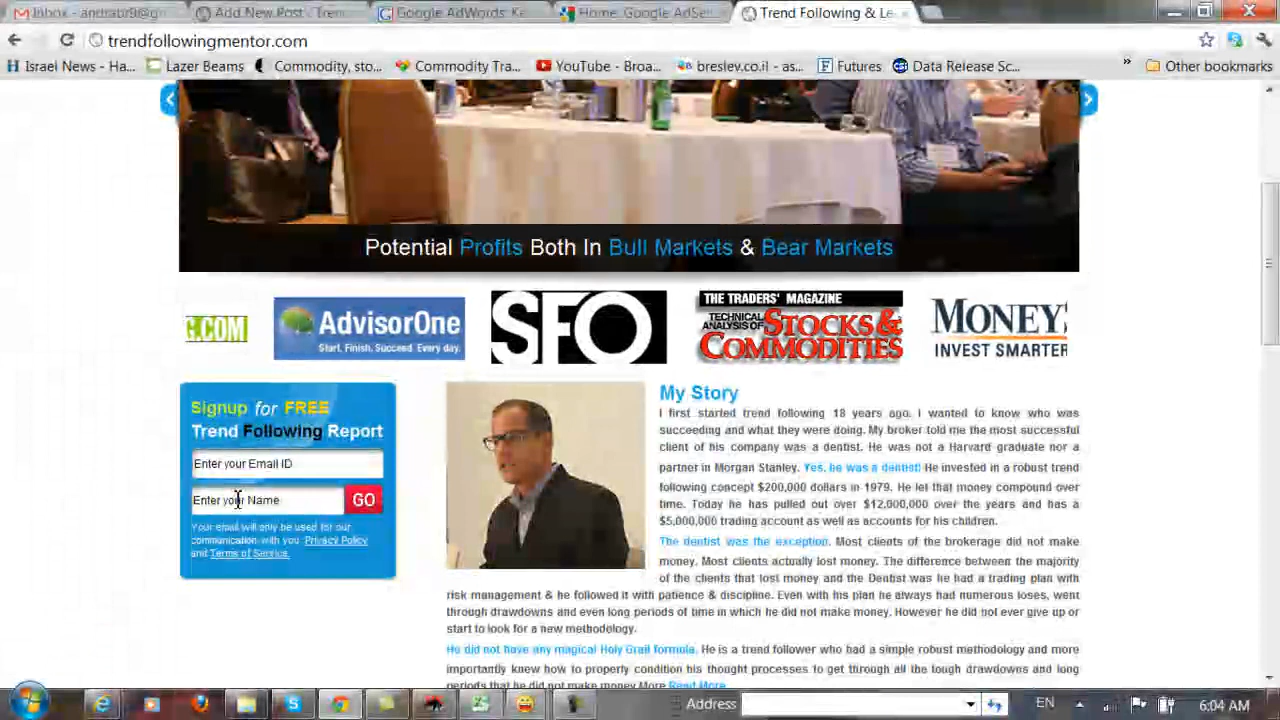 Inbox - andrabr9@g
Add New Post - Tren
Google AdWords: Ke
Home: Google AdSen
Trend Following & Le
trendfollowingmentor.com
Israel News - Ha...
Lazer Beams
Commodity, sto...
Commodity Tra...
YouTube - Broa...
breslev.co.il - as...
Futures
Data Release Sc...
»
Other bookmarks
Potential Profits Both In Bull Markets & Bear Markets
G.COM
AdvisorOne
Start. Finish. Succeed. Every day.
SFO
THE TRADERS' MAGAZINE
TECHNICAL ANALYSIS OF STOCKS & COMMODITIES
MONEY
INVEST SMARTER
Signup for FREE
Trend Following Report
Enter your Email ID
Enter your Name
GO
Your email will only be used for our
communication with you. Privacy Policy
and Terms of Service.
My Story
I first started trend following 18 years ago. I wanted to know who was
succeeding and what they were doing. My broker told me the most successful
client of his company was a dentist. He was not a Harvard graduate nor a
partner in Morgan Stanley. Yes, he was a dentist! He invested in a robust trend
following concept $200,000 dollars in 1979. He let that money compound over
time. Today he has pulled out over $12,000,000 over the years and has a
$5,000,000 trading account as well as accounts for his children.
The dentist was the exception. Most clients of the brokerage did not make
money. Most clients actually lost money. The difference between the majority
of the clients that lost money and the Dentist was he had a trading plan with
risk management & he followed it with patience & discipline. Even with his plan he always had numerous loses, went
through drawdowns and even long periods of time in which he did not make money. However he did not ever give up or
start to look for a new methodology.
He did not have any magical Holy Grail formula. He is a trend follower who had a simple robust methodology and more
importantly knew how to properly condition his thought processes to get through all the tough drawdowns and long
periods that he did not make money More Read More
Address
EN
6:04 AM